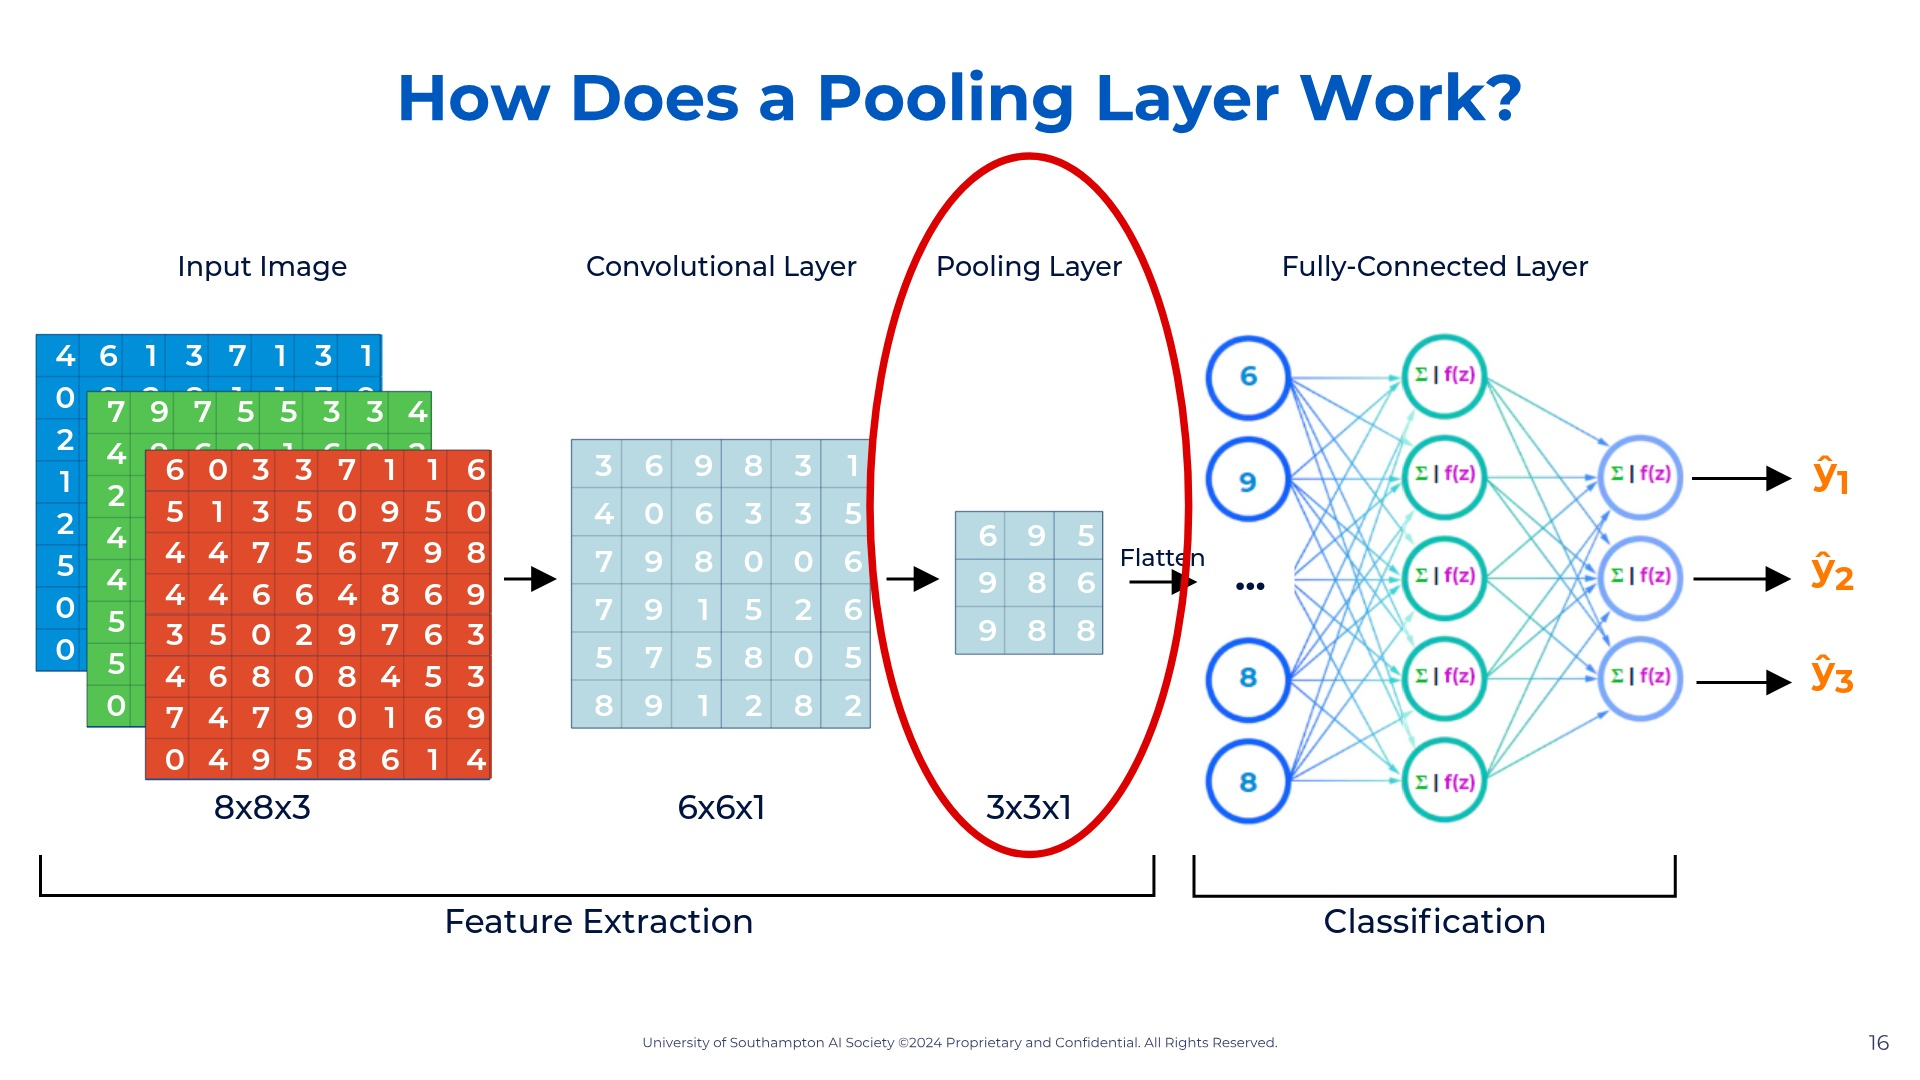 How Does a Pooling Layer Work?
Input Image
Convolutional Layer
Pooling Layer
Fully-Connected Layer
4 6 1 3 7 1 3 1
0
2
1
2
5
0
0
7 9 7 5 5 3 3 4
4
2
4
4
5
5
0
6 0 3 3 7 1 1 6
5 1 3 5 0 9 5 0
4 4 7 5 6 7 9 8
4 4 6 6 4 8 6 9
3 5 0 2 9 7 6 3
4 6 8 0 8 4 5 3
7 4 7 9 0 1 6 9
0 4 9 5 8 6 1 4
8x8x3
3 6 9 8 3 1
4 0 6 3 3 5
7 9 8 0 0 6
7 9 1 5 2 6
5 7 5 8 0 5
8 9 1 2 8 2
6x6x1
6 9 5
9 8 6
9 8 8
3x3x1
Flatten
6
9
...
8
8
Σ | f(z)
Σ | f(z)
Σ | f(z)
Σ | f(z)
Σ | f(z)
Σ | f(z)
Σ | f(z)
Σ | f(z)
ŷ1
ŷ2
ŷ3
Feature Extraction
Classification
University of Southampton AI Society ©2024 Proprietary and Confidential. All Rights Reserved.
16